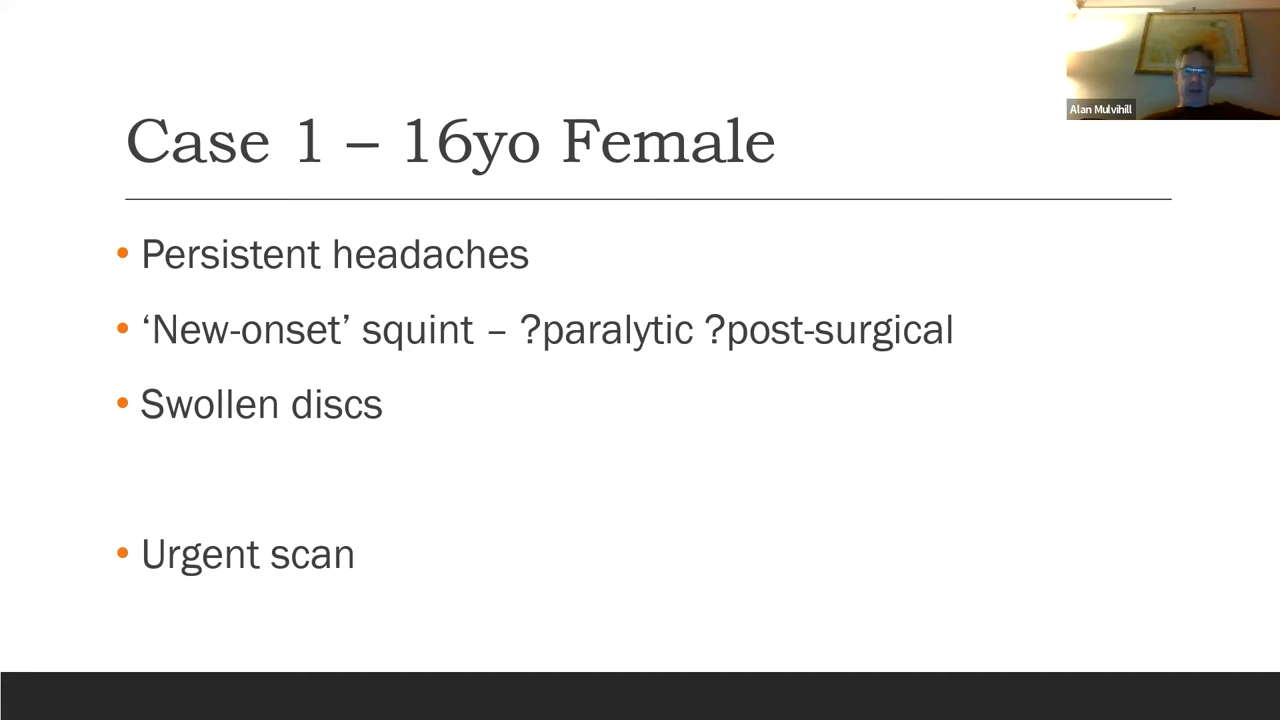 Alan Mulvihill
Case 1 – 16yo Female
• Persistent headaches
• ‘New-onset’ squint – ?paralytic ?post-surgical
• Swollen discs
• Urgent scan